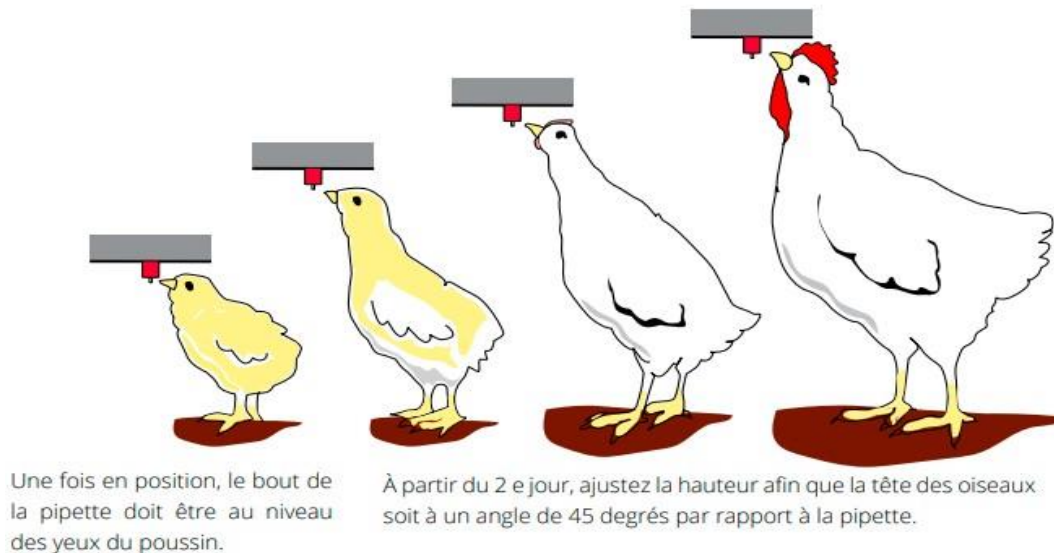 Une fois en position, le bout de
la pipette doit être au niveau
des yeux du poussin.
À partir du 2 e jour, ajustez la hauteur afin que la tête des oiseaux
soit à un angle de 45 degrés par rapport à la pipette.